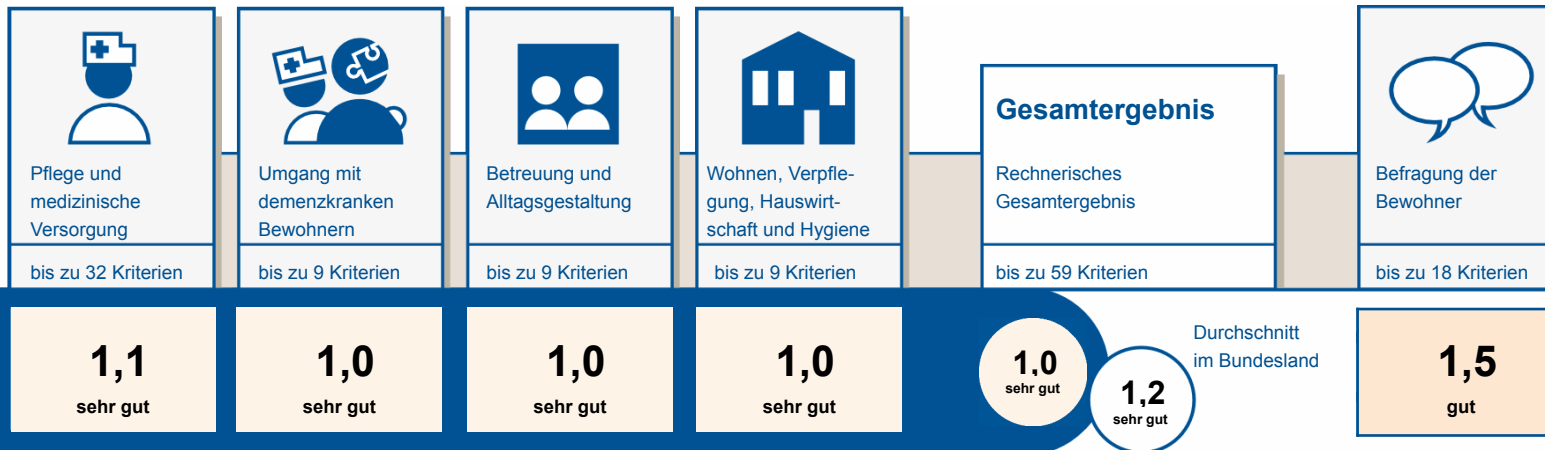 Pflege und
medizinische
Versorgung
bis zu 32 Kriterien
1,1
sehr gut
Umgang mit
demenzkranken
Bewohnern
bis zu 9 Kriterien
1,0
sehr gut
Betreuung und
Alltagsgestaltung
bis zu 9 Kriterien
1,0
sehr gut
Wohnen, Verpfle-
gung, Hauswirt-
schaft und Hygiene
bis zu 9 Kriterien
1,0
sehr gut
Gesamtergebnis
Rechnerisches
Gesamtergebnis
bis zu 59 Kriterien
1,0
sehr gut
1,2
sehr gut
Durchschnitt
im Bundesland
Befragung der
Bewohner
bis zu 18 Kriterien
1,5
gut